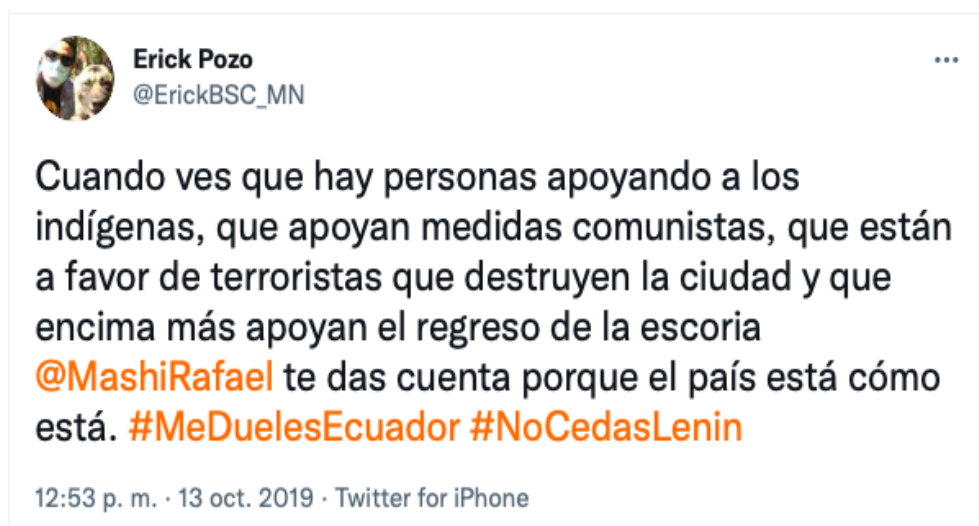 Erick Pozo
@ErickBSC_MN
Cuando ves que hay personas apoyando a los
indígenas, que apoyan medidas comunistas, que están
a favor de terroristas que destruyen la ciudad y que
encima más apoyan el regreso de la escoria
@MashiRafael te das cuenta porque el país está cómo
está. #MeDuelesEcuador #NoCedasLenin
12:53 p. m. · 13 oct. 2019 · Twitter for iPhone